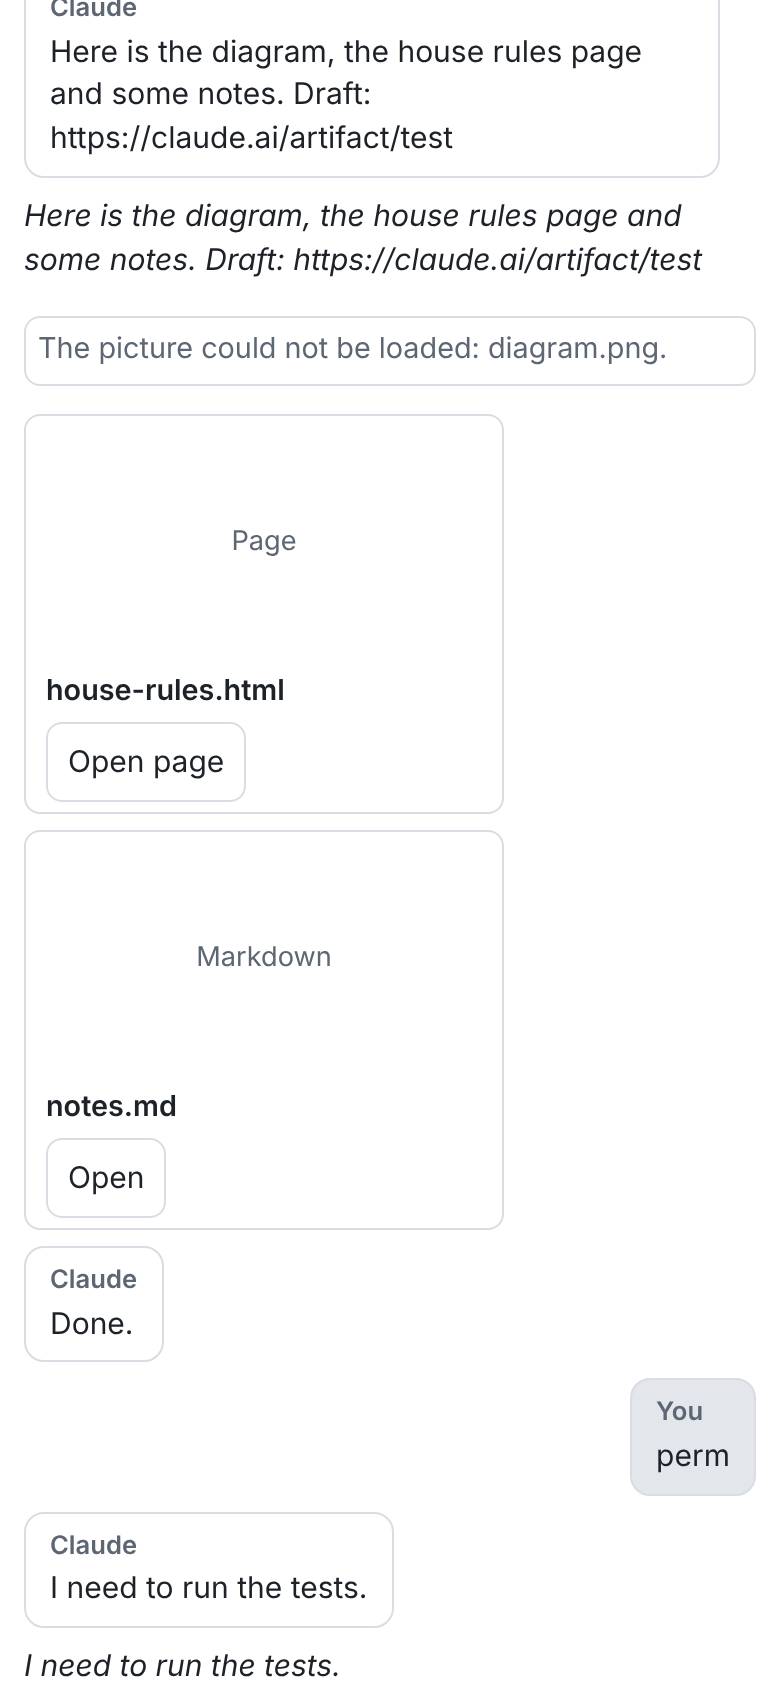 Claude
Here is the diagram, the house rules page
and some notes. Draft:
https://claude.ai/artifact/test
Here is the diagram, the house rules page and
some notes. Draft: https://claude.ai/artifact/test
The picture could not be loaded: diagram.png.
Page
house-rules.html
Open page
Markdown
notes.md
Open
Claude
Done.
You
perm
Claude
I need to run the tests.
I need to run the tests.